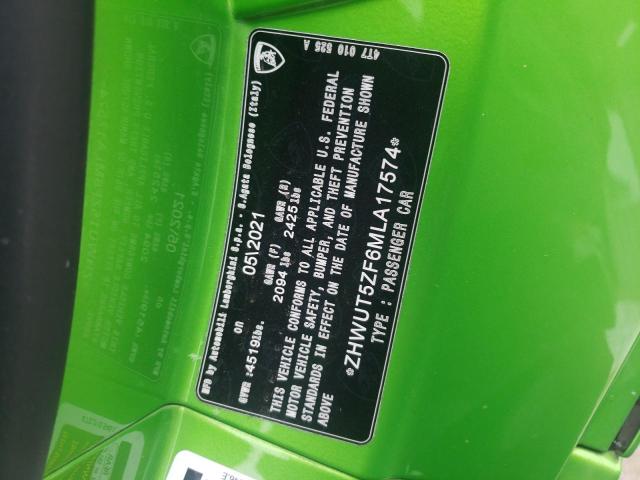 4T7 010 525 A
MFD by Automobili Lamborghini S.p.a. - S.Agata Bolognese (Italy)
on 05\2021
GVWR :4519lbs. GAWR (F) 2094 lbs GAWR (R) 2425lbs
THIS VEHICLE CONFORMS TO ALL APPLICABLE U.S. FEDERAL
MOTOR VEHICLE SAFETY, BUMPER, AND THEFT PREVENTION
STANDARDS IN EFFECT ON THE DATE OF MANUFACTURE SHOWN
ABOVE
*ZHWUT5ZF6MLA17574*
TYPE : PASSENGER CAR